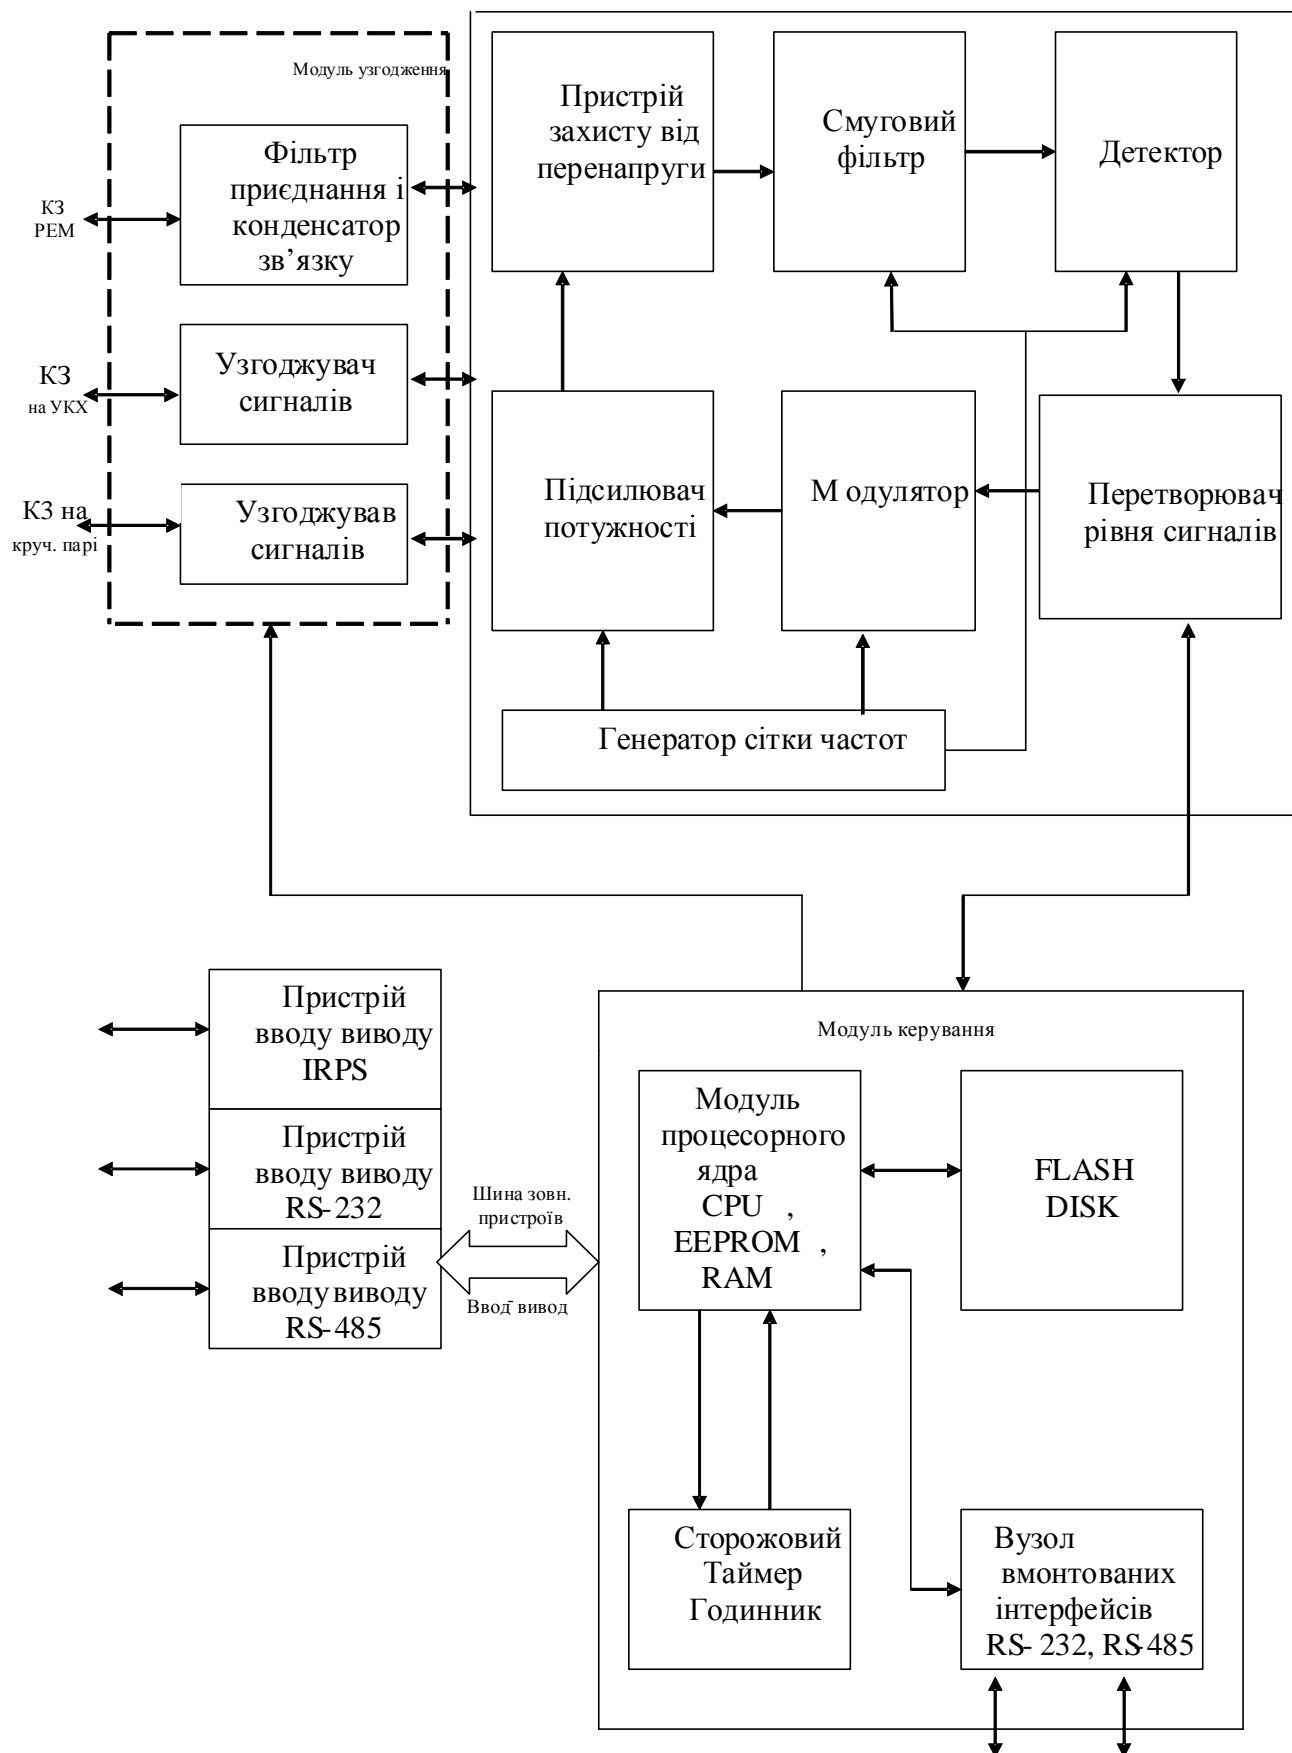 Модуль узгодження
Фільтр
приєднання і
конденсатор
зв’язку
КЗ
РЕМ
Узгоджувач
сигналів
КЗ
на УКХ
Узгоджував
сигналів
КЗ на
круч. парі
Пристрій
захисту від
перенапруги
Смуговий
фільтр
Детектор
Підсилювач
потужності
М одулятор
Перетворювач
рівня сигналів
Генератор сітки частот
Пристрій
вводу виводу
IRPS
Пристрій
вводу виводу
RS-232
Пристрій
вводу виводу
RS-485
Шина зовн.
пристроїв
Ввод- вивод
Модуль керування
Модуль
процесорного
ядра
CPU ,
EEPROM ,
RAM
FLASH
DISK
Сторожовий
Таймер
Годинник
Вузол
вмонтованих
інтерфейсів
RS- 232, RS-485